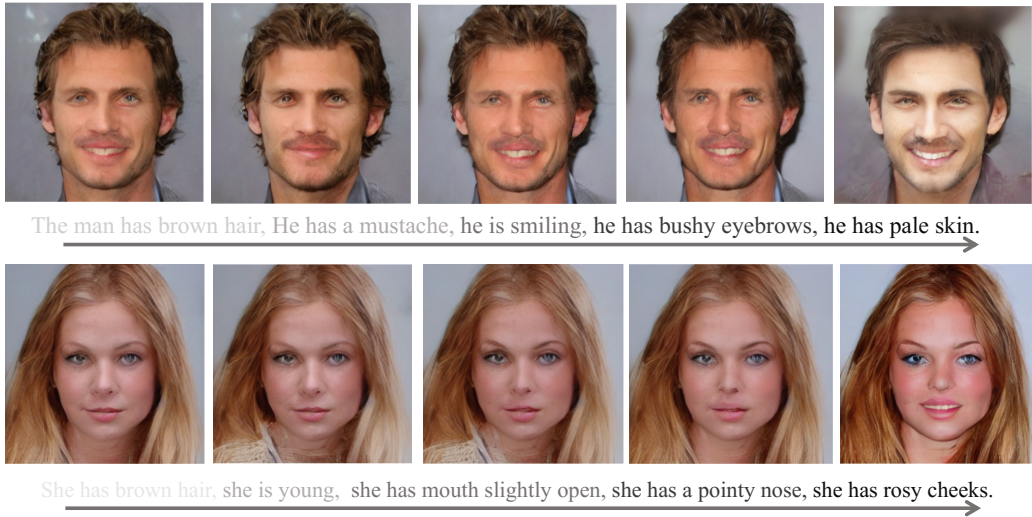 The man has brown hair, He has a mustache, he is smiling, he has bushy eyebrows, he has pale skin.
She has brown hair, she is young, she has mouth slightly open, she has a pointy nose, she has rosy cheeks.